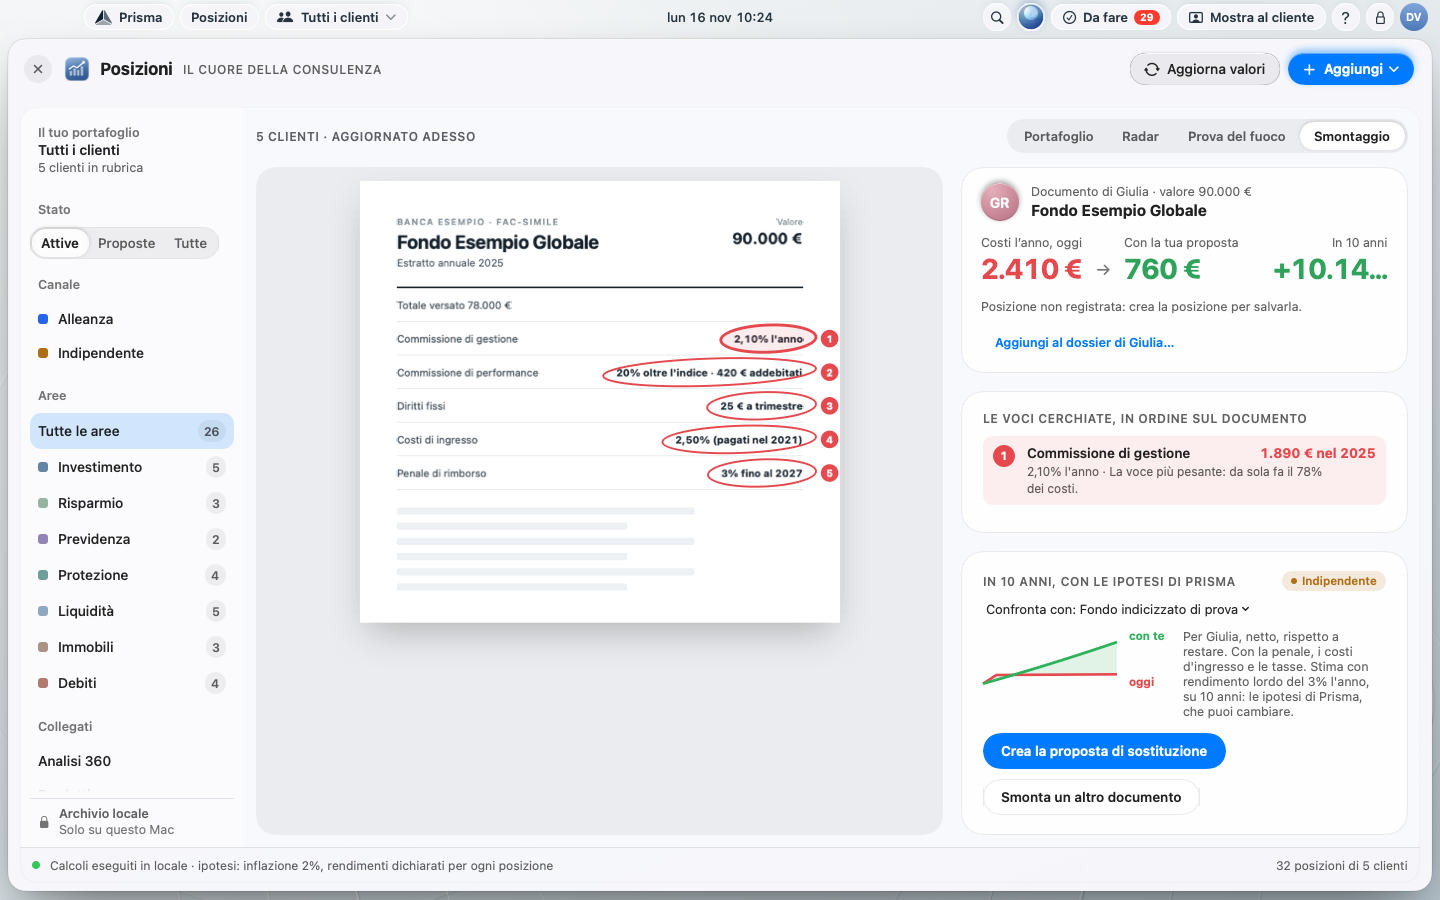 Prisma
Posizioni
Tutti i clienti
lun 16 nov 10:24
Da fare 29
Mostra al cliente
?
DV
Posizioni IL CUORE DELLA CONSULENZA
Aggiorna valori
+ Aggiungi
Il tuo portafoglio
Tutti i clienti
5 clienti in rubrica
Stato
Attive Proposte Tutte
Canale
Alleanza
Indipendente
Aree
Tutte le aree 26
Investimento 5
Risparmio 3
Previdenza 2
Protezione 4
Liquidità 5
Immobili 3
Debiti 4
Collegati
Analisi 360
Archivio locale
Solo su questo Mac
5 CLIENTI · AGGIORNATO ADESSO
Portafoglio Radar Prova del fuoco Smontaggio
BANCA ESEMPIO - FAC-SIMILE
Valore
Fondo Esempio Globale
90.000 €
Estratto annuale 2025
Totale versato 78.000 €
Commissione di gestione 2,10% l'anno 1
Commissione di performance 20% oltre l'indice · 420 € addebitati 2
Diritti fissi 25 € a trimestre 3
Costi di ingresso 2,50% (pagati nel 2021) 4
Penale di rimborso 3% fino al 2027 5
GR
Documento di Giulia · valore 90.000 €
Fondo Esempio Globale
Costi l'anno, oggi Con la tua proposta In 10 anni
2.410 € → 760 € +10.14...
Posizione non registrata: crea la posizione per salvarla.
Aggiungi al dossier di Giulia...
LE VOCI CERCHIATE, IN ORDINE SUL DOCUMENTO
1 Commissione di gestione 1.890 € nel 2025
2,10% l'anno · La voce più pesante: da sola fa il 78%
dei costi.
IN 10 ANNI, CON LE IPOTESI DI PRISMA
Indipendente
Confronta con: Fondo indicizzato di prova
con te
oggi
Per Giulia, netto, rispetto a
restare. Con la penale, i costi
d'ingresso e le tasse. Stima con
rendimento lordo del 3% l'anno,
su 10 anni: le ipotesi di Prisma,
che puoi cambiare.
Crea la proposta di sostituzione
Smonta un altro documento
Calcoli eseguiti in locale · ipotesi: inflazione 2%, rendimenti dichiarati per ogni posizione
32 posizioni di 5 clienti